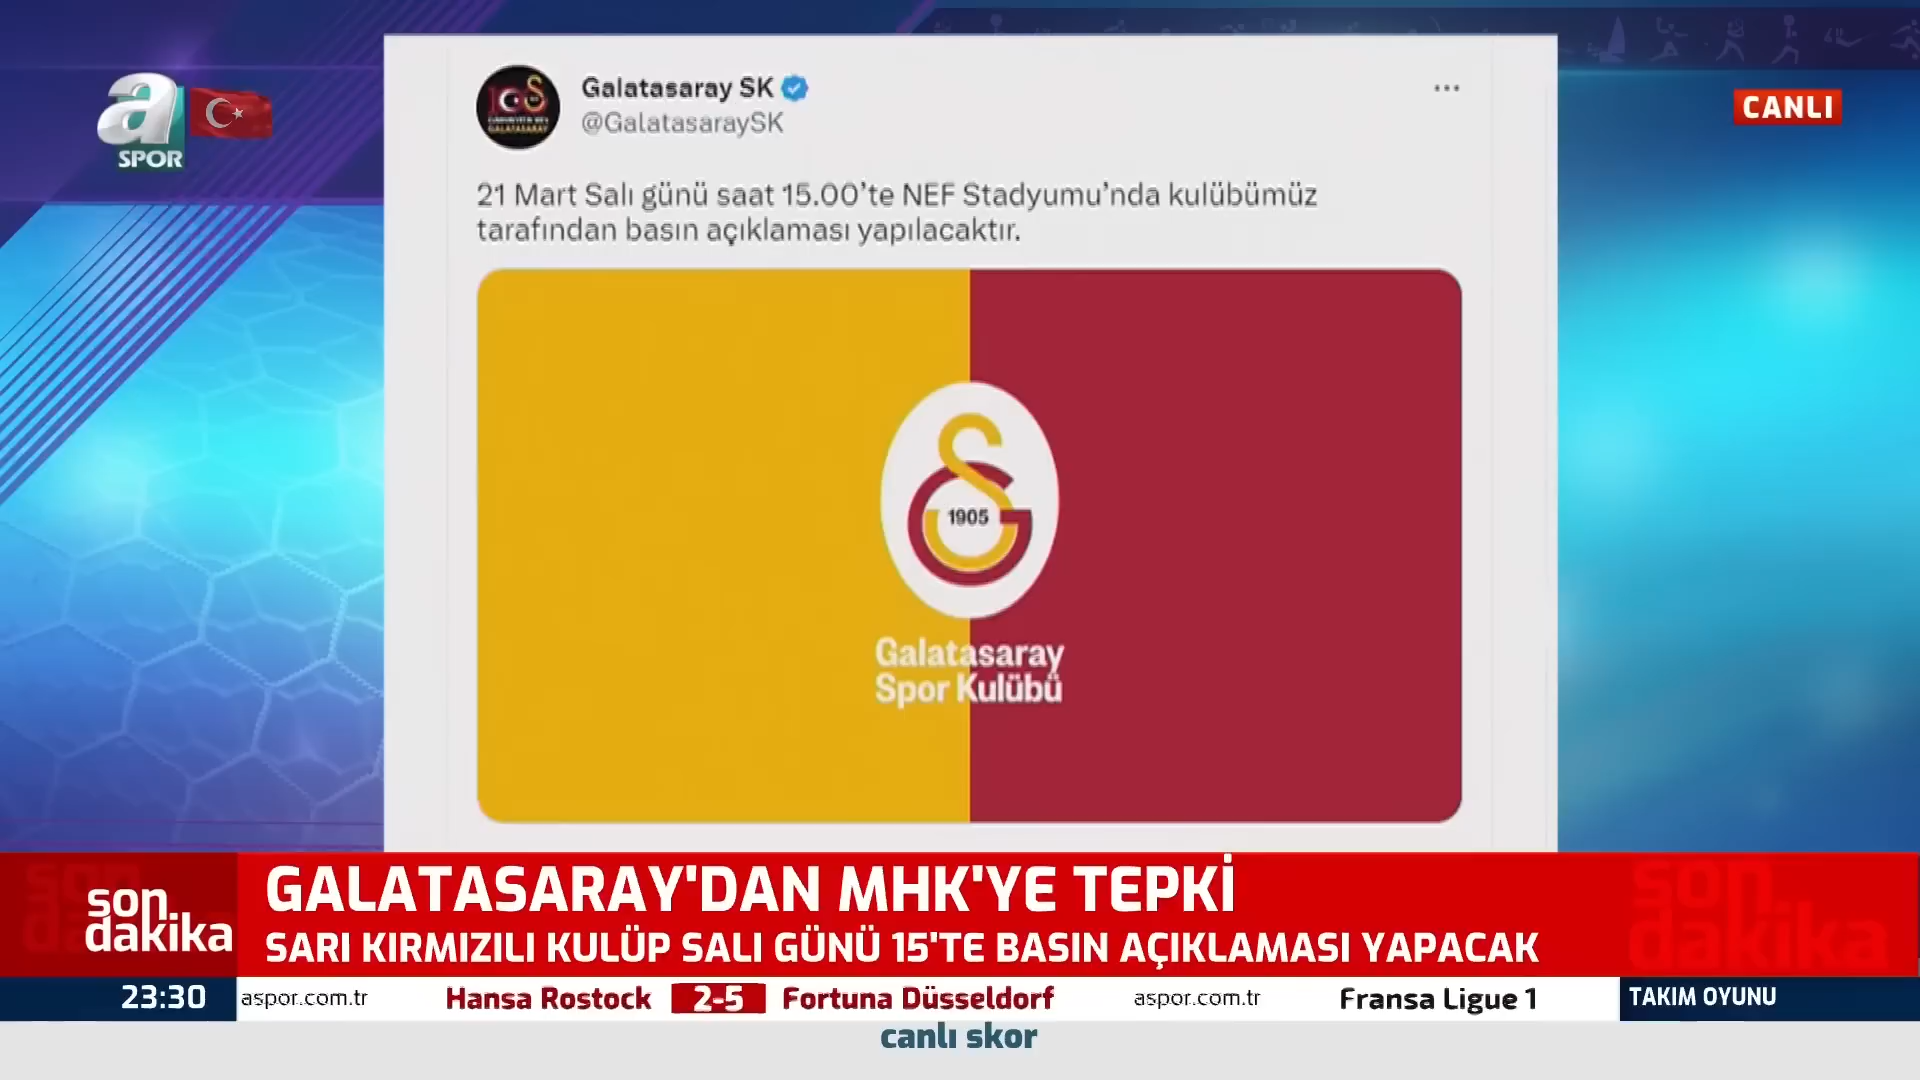 a
SPOR
CANLI
Galatasaray SK
@GalatasaraySK
21 Mart Salı günü saat 15.00'te NEF Stadyumu'nda kulübümüz
tarafından basın açıklaması yapılacaktır.
1905
Galatasaray
Spor Kulübü
son
dakika
GALATASARAY'DAN MHK'YE TEPKİ
SARI KIRMIZILI KULÜP SALI GÜNÜ 15'TE BASIN AÇIKLAMASI YAPACAK
son
dakika
23:30
aspor.com.tr Hansa Rostock 2-5 Fortuna Düsseldorf aspor.com.tr Fransa Ligue 1
TAKIM OYUNU
canlı skor